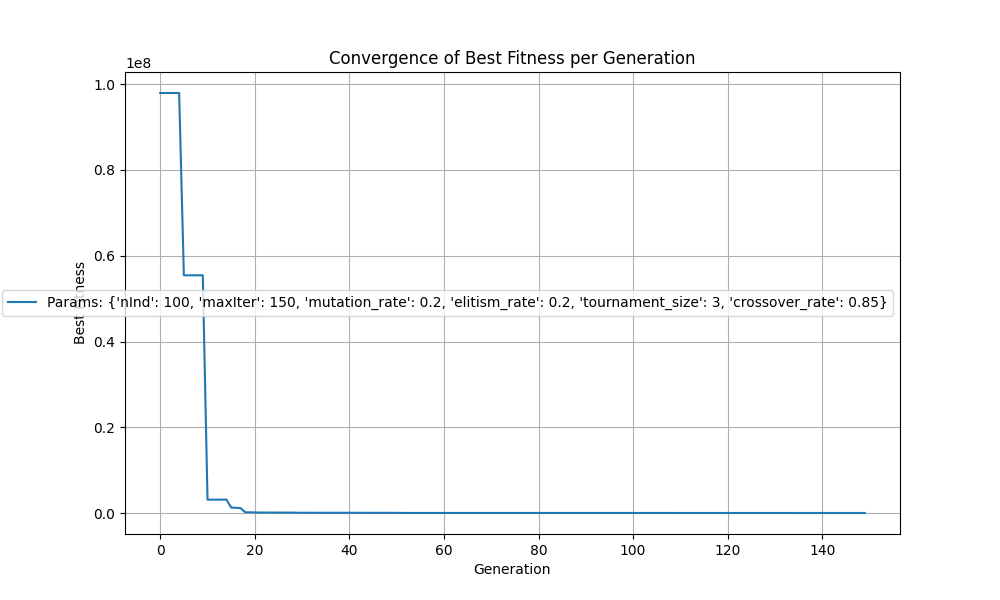 Convergence of Best Fitness per Generation
1e8
1.0
0.8
0.6
0.4
0.2
0.0
Best Fitness
Params: {'nInd': 100, 'maxIter': 150, 'mutation_rate': 0.2, 'elitism_rate': 0.2, 'tournament_size': 3, 'crossover_rate': 0.85}
0 20 40 60 80 100 120 140
Generation